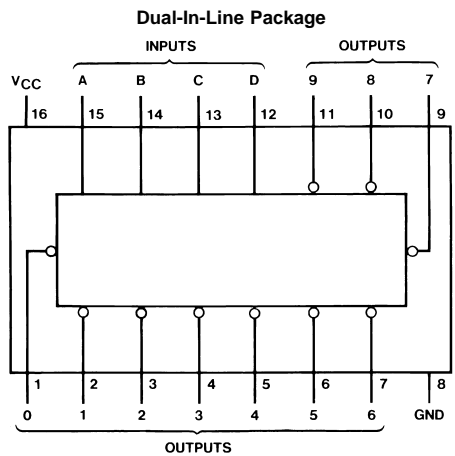 Dual-In-Line Package
INPUTS OUTPUTS
VCC A B C D 9 8 7
16 15 14 13 12 11 10 9
1 2 3 4 5 6 7 8
0 1 2 3 4 5 6 GND
OUTPUTS